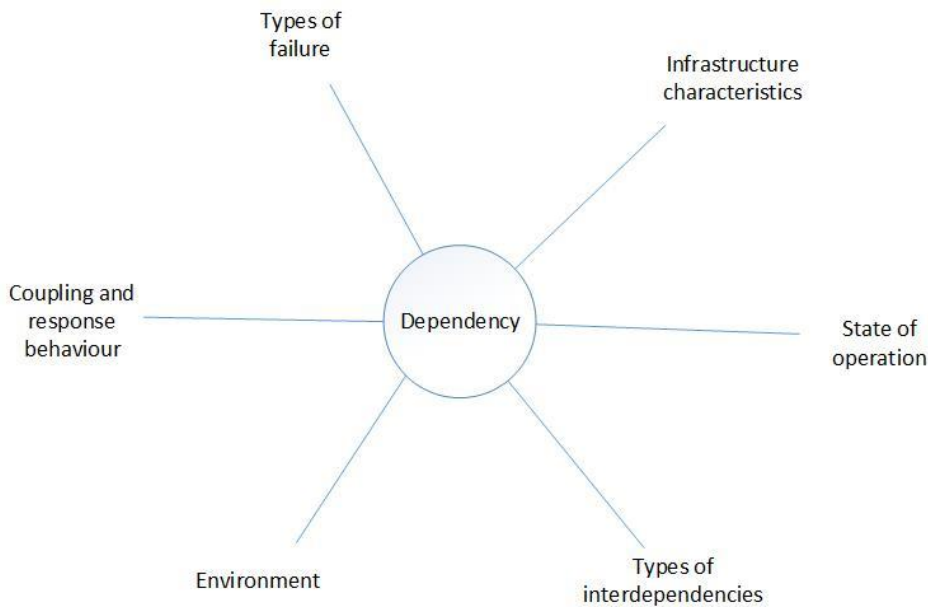 Types of
failure
Infrastructure
characteristics
Coupling and
response
behaviour
Dependency
State of
operation
Environment
Types of
interdependencies